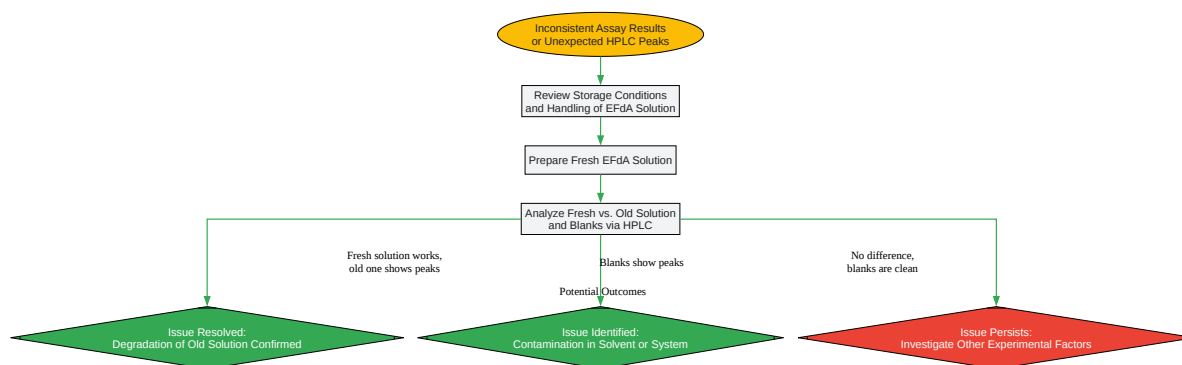 Inconsistent Assay Results
or Unexpected HPLC Peaks
Review Storage Conditions
and Handling of EFdA Solution
Prepare Fresh EFdA Solution
Analyze Fresh vs. Old Solution
and Blanks via HPLC
Fresh solution works,
old one shows peaks
Blanks show peaks
No difference,
blanks are clean
Potential Outcomes
Issue Resolved:
Degradation of Old Solution Confirmed
Issue Identified:
Contamination in Solvent or System
Issue Persists:
Investigate Other Experimental Factors